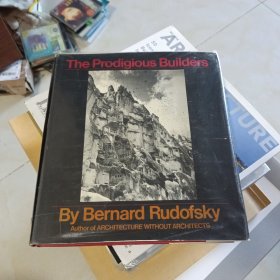 The Prodigious Builders
By Bernard Rudofsky
Author of ARCHITECTURE WITHOUT ARCHITECTS